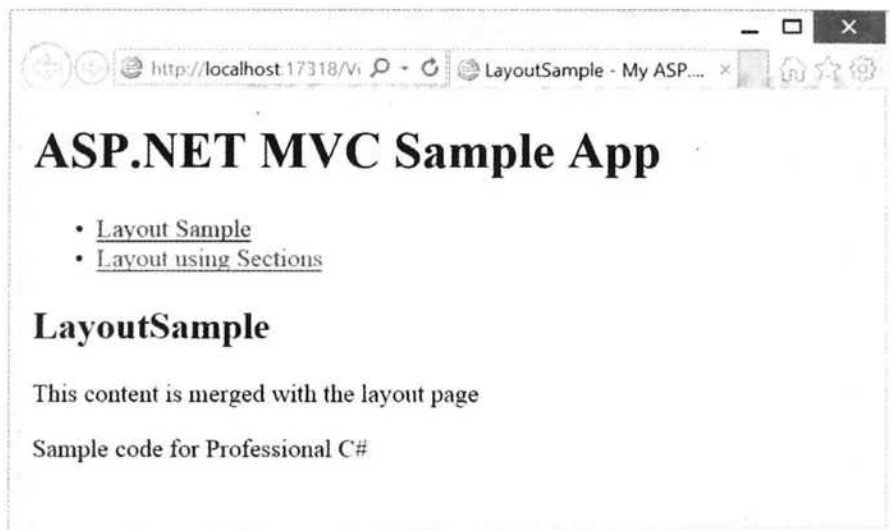 http://localhost:17318/Vi
LayoutSample - My ASP....
ASP.NET MVC Sample App
• Layout Sample
• Layout using Sections
LayoutSample
This content is merged with the layout page
Sample code for Professional C#